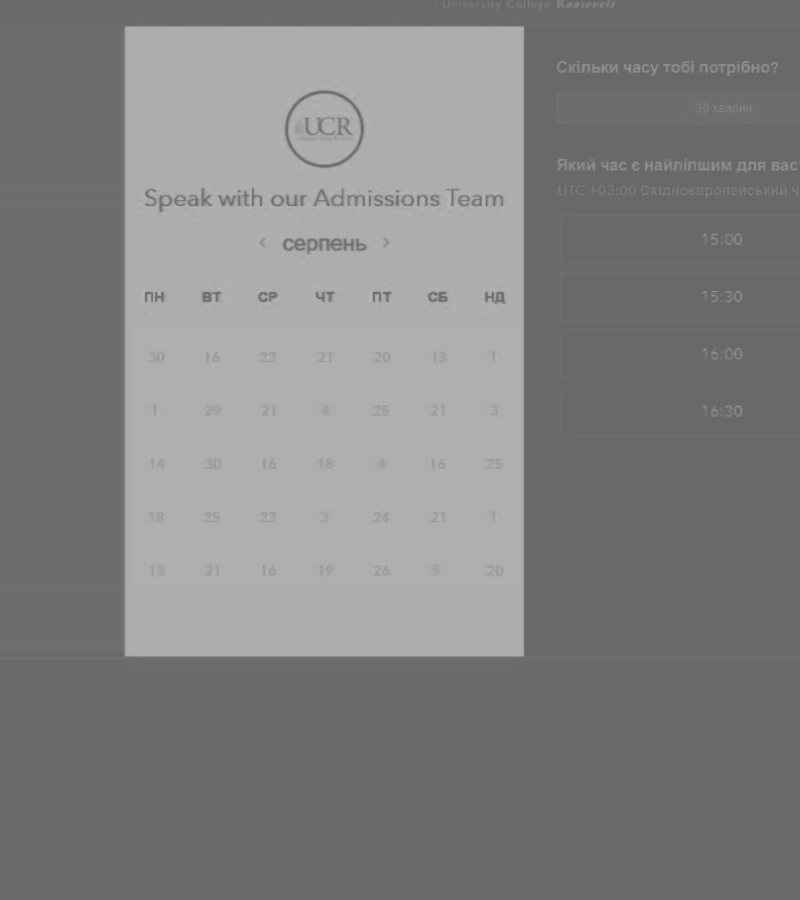 University College Roosevelt
UCR
Speak with our Admissions Team
< серпень >
ПН ВТ СР ЧТ ПТ СБ НД
30 16 23 21 20 13 1
1 29 21 4 25 21 3
14 30 16 18 4 16 25
18 25 23 3 24 21 1
13 21 16 19 26 5 20
Скільки часу тобі потрібно?
30 хвилин
Який час є найліпшим для вас
UTC +03:00 Східноєвропейський ч
15:00
15:30
16:00
16:30